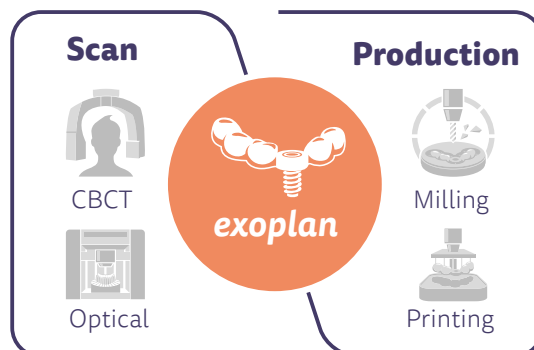 Scan
CBCT
Optical
exoplan
Production
Milling
Printing